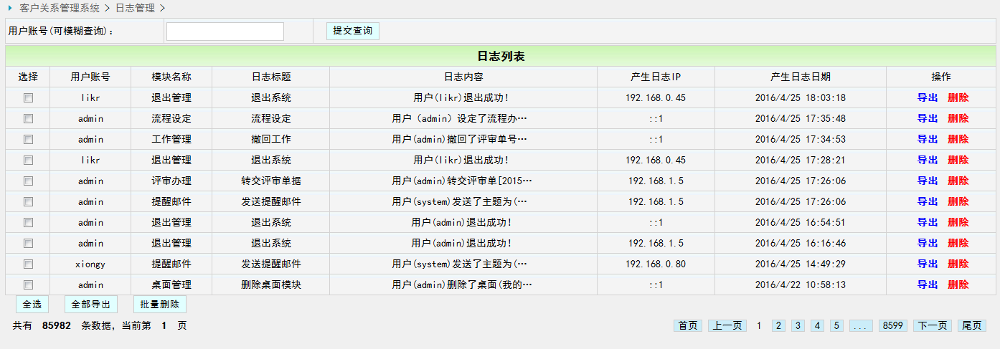 客户关系管理系统 > 日志管理 >
用户账号(可模糊查询): 提交查询
日志列表
选择 用户账号 模块名称 日志标题 日志内容 产生日志IP 产生日志日期 操作
likr 退出管理 退出系统 用户(likr)退出成功! 192.168.0.45 2016/4/25 18:03:18 导出 删除
admin 流程设定 流程设定 用户（admin）设定了流程办… ::1 2016/4/25 17:35:48 导出 删除
admin 工作管理 撤回工作 用户(admin)撤回了评审单号… ::1 2016/4/25 17:34:53 导出 删除
likr 退出管理 退出系统 用户(likr)退出成功! 192.168.0.45 2016/4/25 17:28:21 导出 删除
admin 评审办理 转交评审单据 用户(admin)转交评审单[2015… 192.168.1.5 2016/4/25 17:26:06 导出 删除
admin 提醒邮件 发送提醒邮件 用户(system)发送了主题为(… 192.168.1.5 2016/4/25 17:26:06 导出 删除
admin 退出管理 退出系统 用户(admin)退出成功! ::1 2016/4/25 16:54:51 导出 删除
admin 退出管理 退出系统 用户(admin)退出成功! 192.168.1.5 2016/4/25 16:16:46 导出 删除
xiongy 提醒邮件 发送提醒邮件 用户(system)发送了主题为(… 192.168.0.80 2016/4/25 14:49:29 导出 删除
admin 桌面管理 删除桌面模块 用户(admin)删除了桌面(我的… ::1 2016/4/22 10:58:13 导出 删除
全选 全部导出 批量删除
共有 85982 条数据，当前第 1 页 首页 上一页 1 2 3 4 5 ... 8599 下一页 尾页